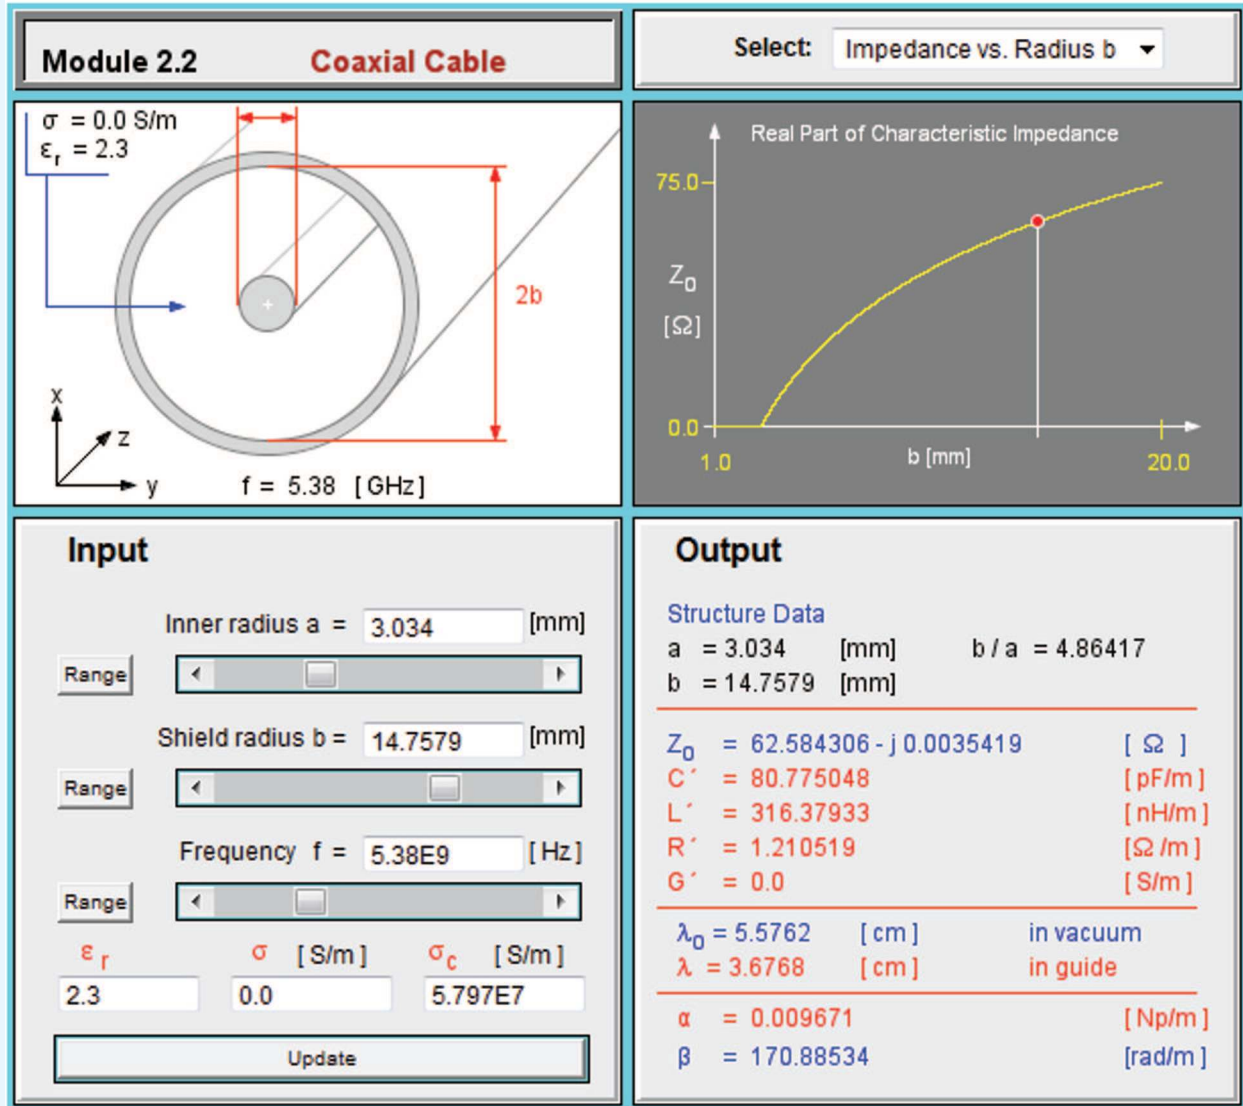 Module 2.2 Coaxial Cable
Select: Impedance vs. Radius b
σ = 0.0 S/m
εr = 2.3
2b
x
z
y
f = 5.38 [GHz]
Real Part of Characteristic Impedance
75.0
Z0
[Ω]
0.0
1.0
b [mm]
20.0
Input
Inner radius a = 3.034 [mm]
Range
Shield radius b = 14.7579 [mm]
Range
Frequency f = 5.38E9 [Hz]
Range
εr σ [S/m] σc [S/m]
2.3 0.0 5.797E7
Update
Output
Structure Data
a = 3.034 [mm] b / a = 4.86417
b = 14.7579 [mm]
Z0 = 62.584306 - j 0.0035419 [Ω]
C´ = 80.775048 [pF/m]
L´ = 316.37933 [nH/m]
R´ = 1.210519 [Ω/m]
G´ = 0.0 [S/m]
λ0 = 5.5762 [cm] in vacuum
λ = 3.6768 [cm] in guide
α = 0.009671 [Np/m]
β = 170.88534 [rad/m]